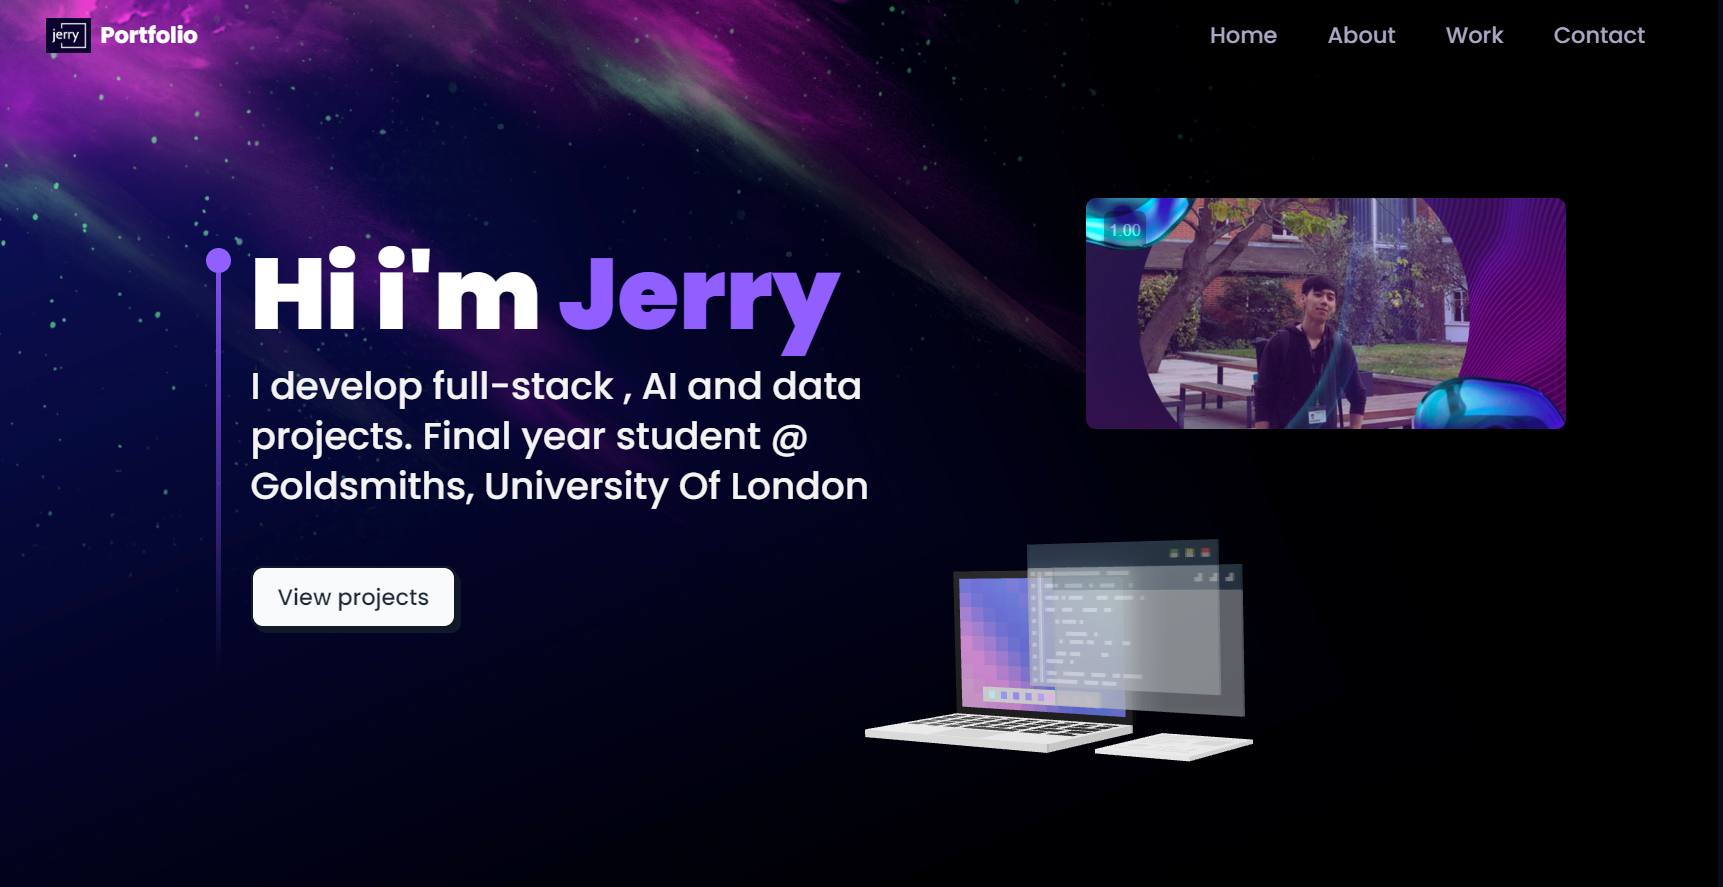 jerry Portfolio
Home About Work Contact
1.00
Hi i'm Jerry
I develop full-stack , AI and data
projects. Final year student @
Goldsmiths, University Of London
View projects